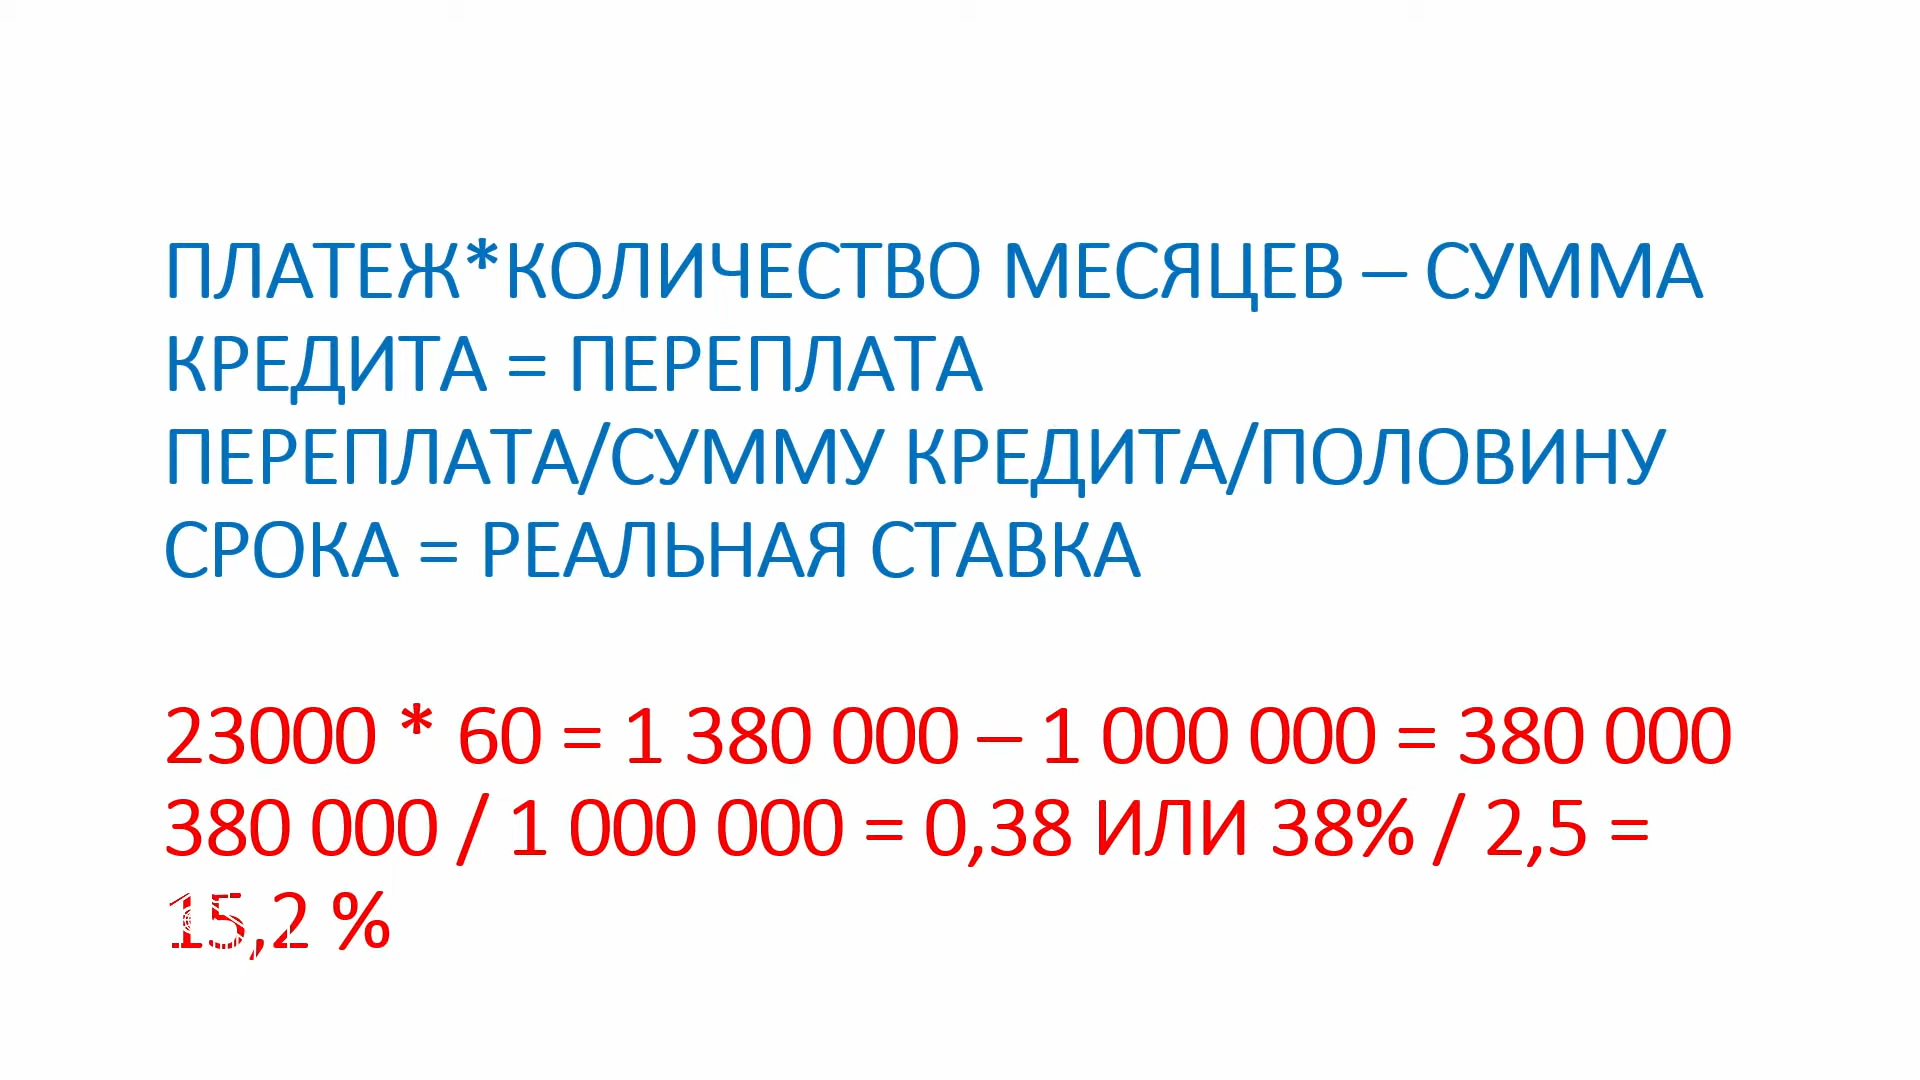 ПЛАТЕЖ*КОЛИЧЕСТВО МЕСЯЦЕВ – СУММА
КРЕДИТА = ПЕРЕПЛАТА
ПЕРЕПЛАТА/СУММУ КРЕДИТА/ПОЛОВИНУ
СРОКА = РЕАЛЬНАЯ СТАВКА
23000 * 60 = 1 380 000 – 1 000 000 = 380 000
380 000 / 1 000 000 = 0,38 ИЛИ 38% / 2,5 =
15,2 %